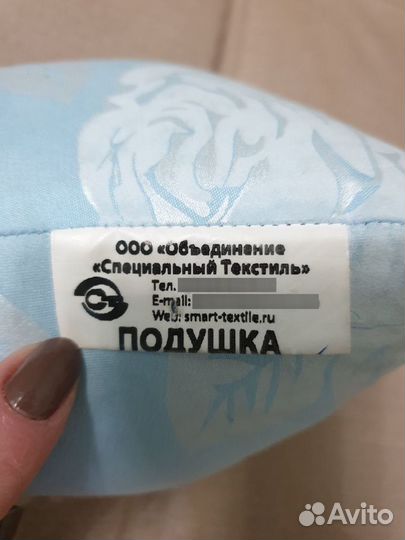 ООО «Объединение
«Специальный Текстиль»
Тел.
E-mail:
Web: smart-textile.ru
ПОДУШКА
Avito